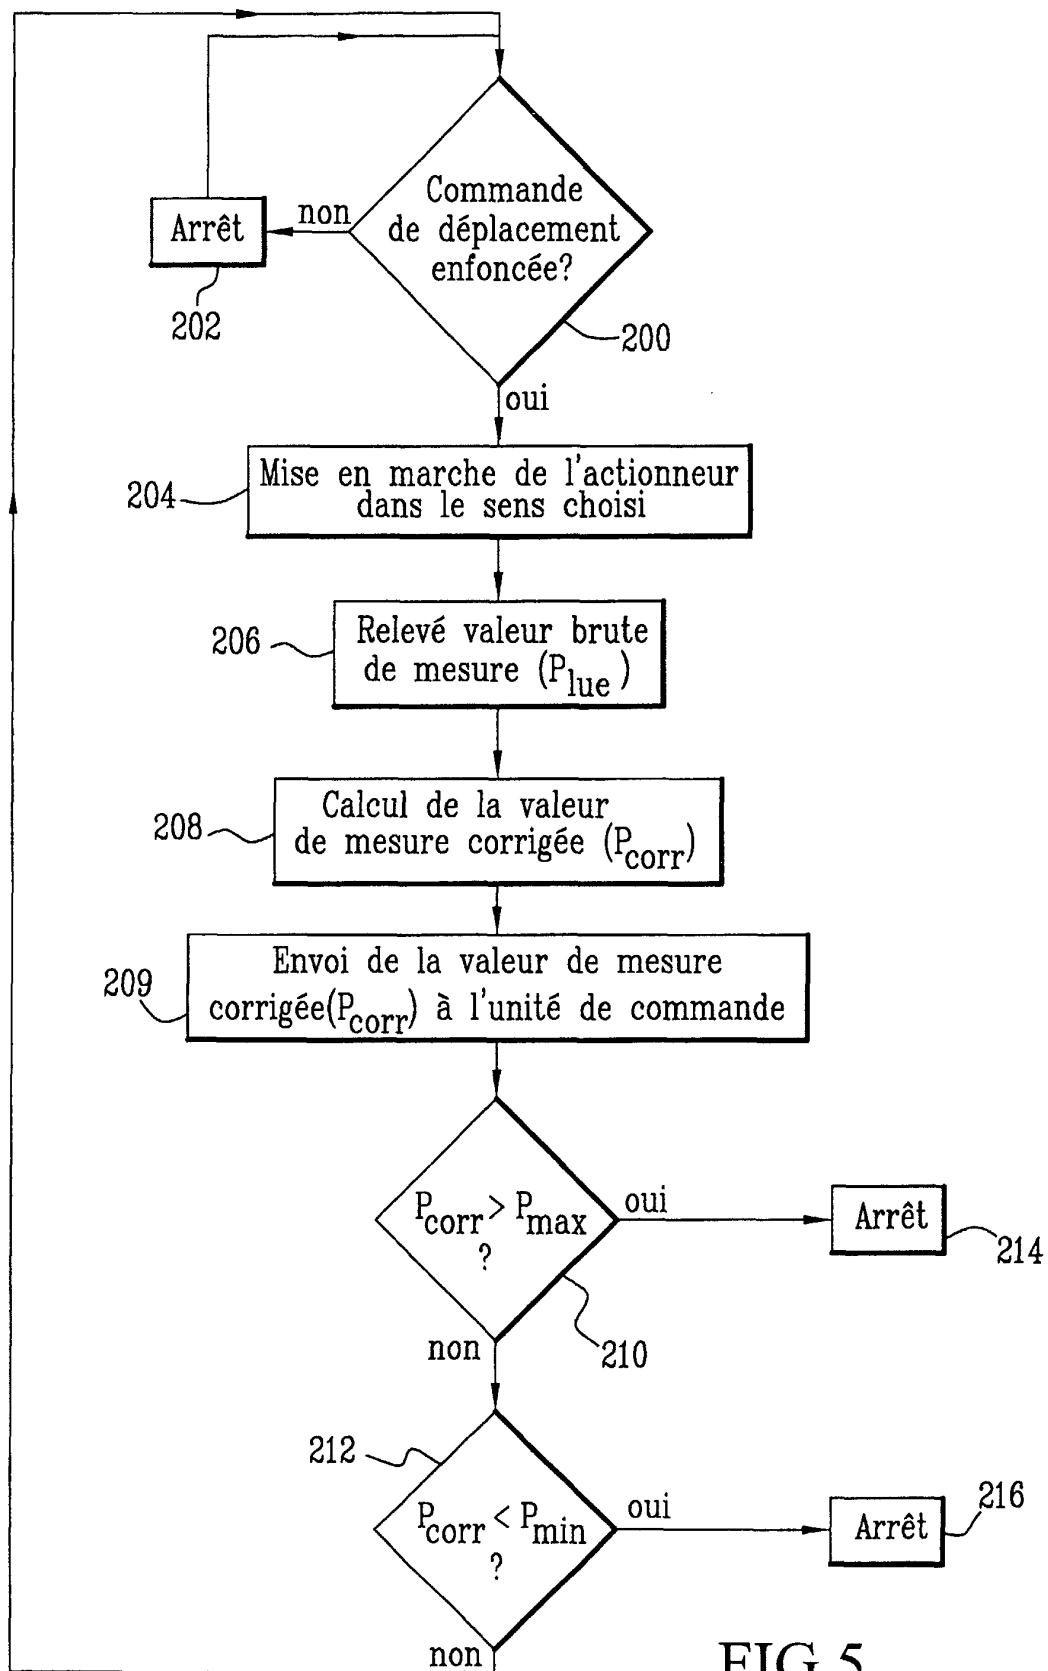 Commande
de déplacement
enfoncée?
non
Arrêt
202
200
oui
Mise en marche de l'actionneur
dans le sens choisi
204
Relevé valeur brute
de mesure (Plue)
206
Calcul de la valeur
de mesure corrigée (Pcorr)
208
Envoi de la valeur de mesure
corrigée(Pcorr) à l'unité de commande
209
Pcorr > Pmax
?
oui
Arrêt
214
210
non
212
Pcorr < Pmin
?
oui
Arrêt
216
non
FIG.5